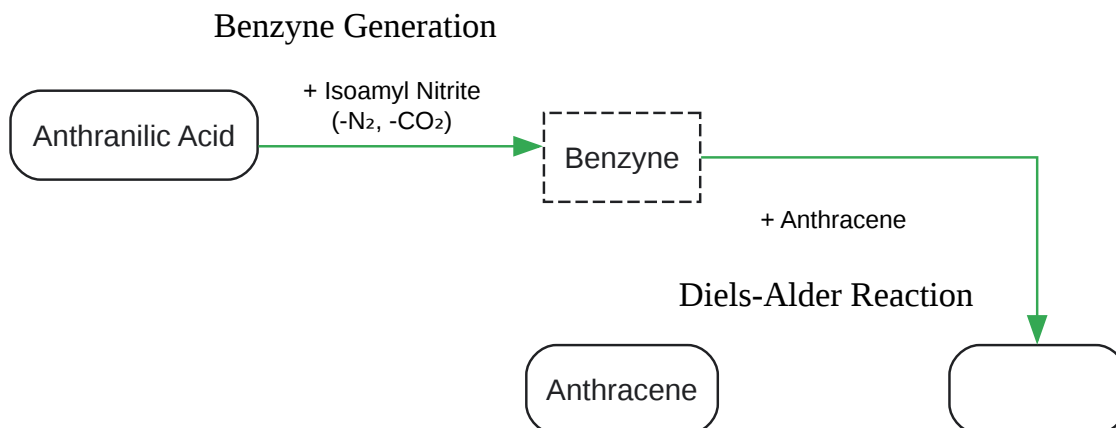 Benzyne Generation
+ Isoamyl Nitrite
(-N₂, -CO₂)
Anthranilic Acid
Benzyne
+ Anthracene
Diels-Alder Reaction
Anthracene